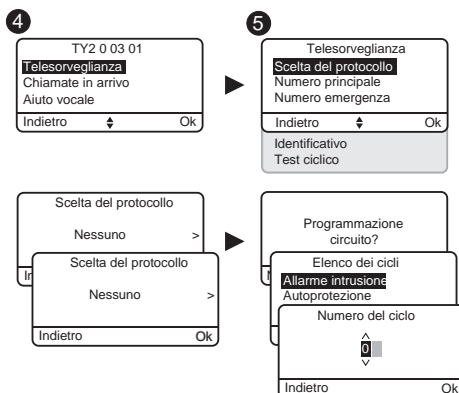 4
TY2 0 03 01
Telesorveglianza
Chiamate in arrivo
Aiuto vocale
Indietro Ok
5
Telesorveglianza
Scelta del protocollo
Numero principale
Numero emergenza
Indietro Ok
Identificativo
Test ciclico
Scelta del protocollo
Nessuno >
Scelta del protocollo
Nessuno >
Indietro Ok
Programmazione
circuito?
Elenco dei cicli
Allarme intrusione
Autoprotezione
Numero del ciclo
0
Indietro Ok